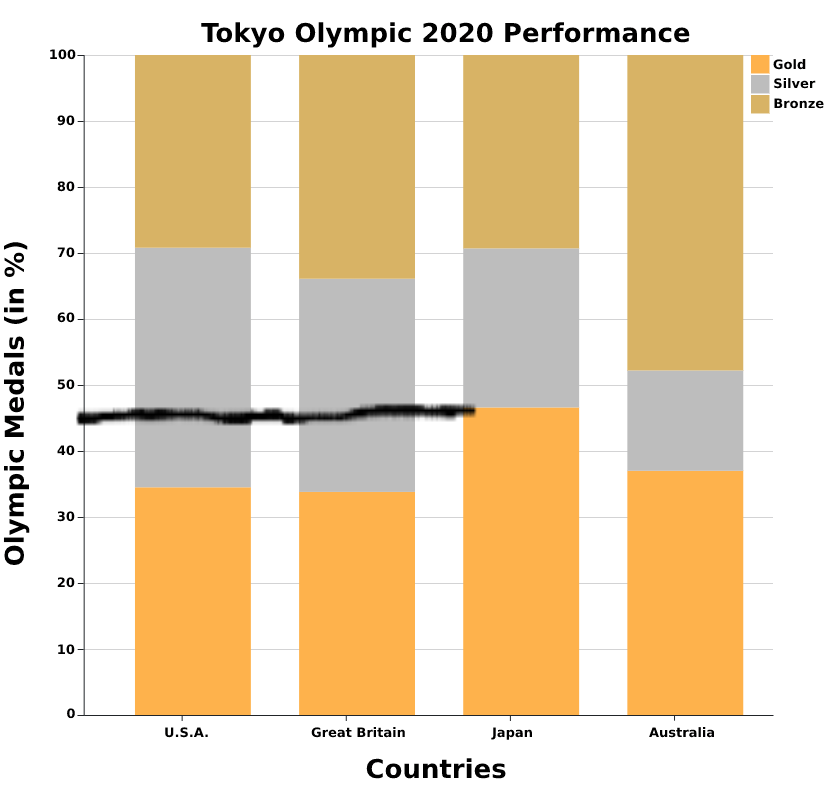 Tokyo Olympic 2020 Performance
Gold
Silver
Bronze
Olympic Medals (in %)
100
90
80
70
60
50
40
30
20
10
0
U.S.A. Great Britain Japan Australia
Countries